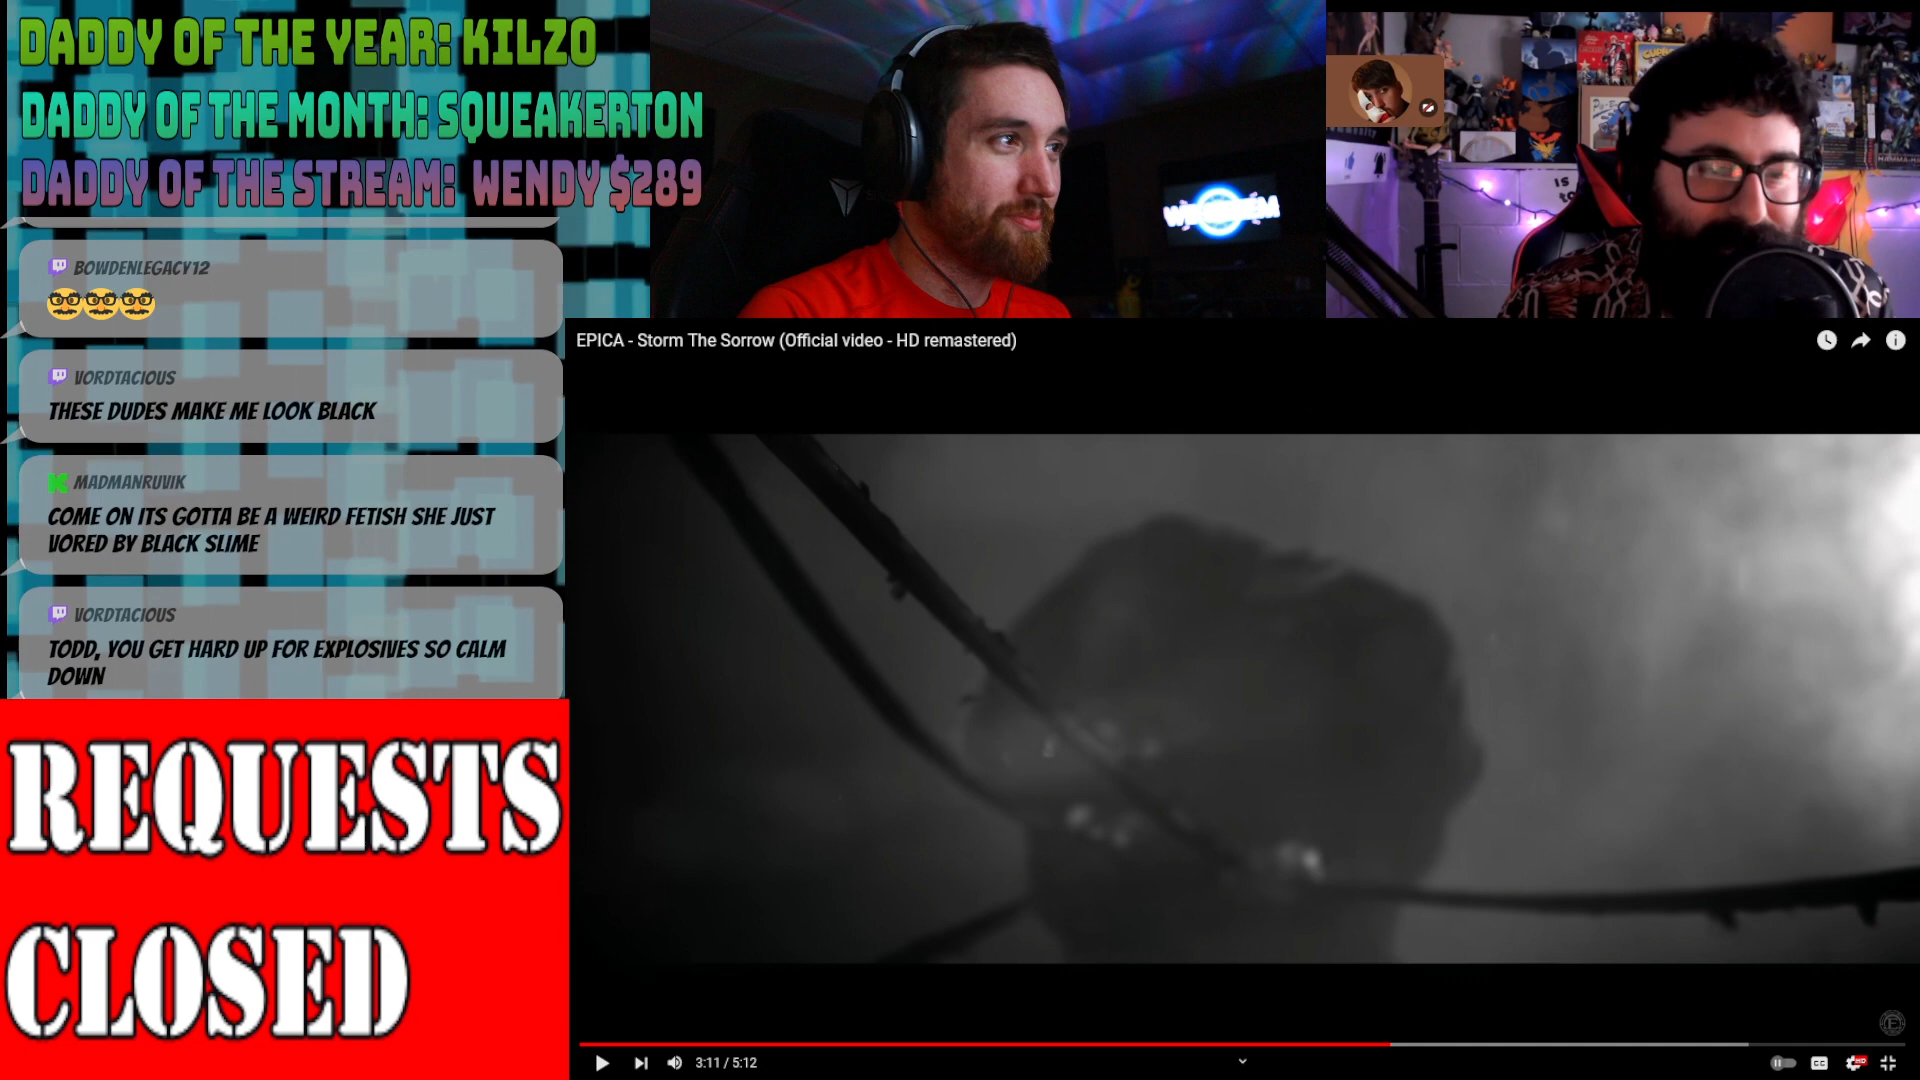 DADDY OF THE YEAR: KILZO
DADDY OF THE MONTH: SQUEAKERTON
DADDY OF THE STREAM: WENDY $289
BOWDENLEGACY12
VORDTACIOUS
THESE DUDES MAKE ME LOOK BLACK
MADMANRUVIK
COME ON ITS GOTTA BE A WEIRD FETISH SHE JUST
VORED BY BLACK SLIME
VORDTACIOUS
TODD, YOU GET HARD UP FOR EXPLOSIVES SO CALM
DOWN
REQUESTS
CLOSED
EPICA - Storm The Sorrow (Official video - HD remastered)
3:11 / 5:12
CC
HD